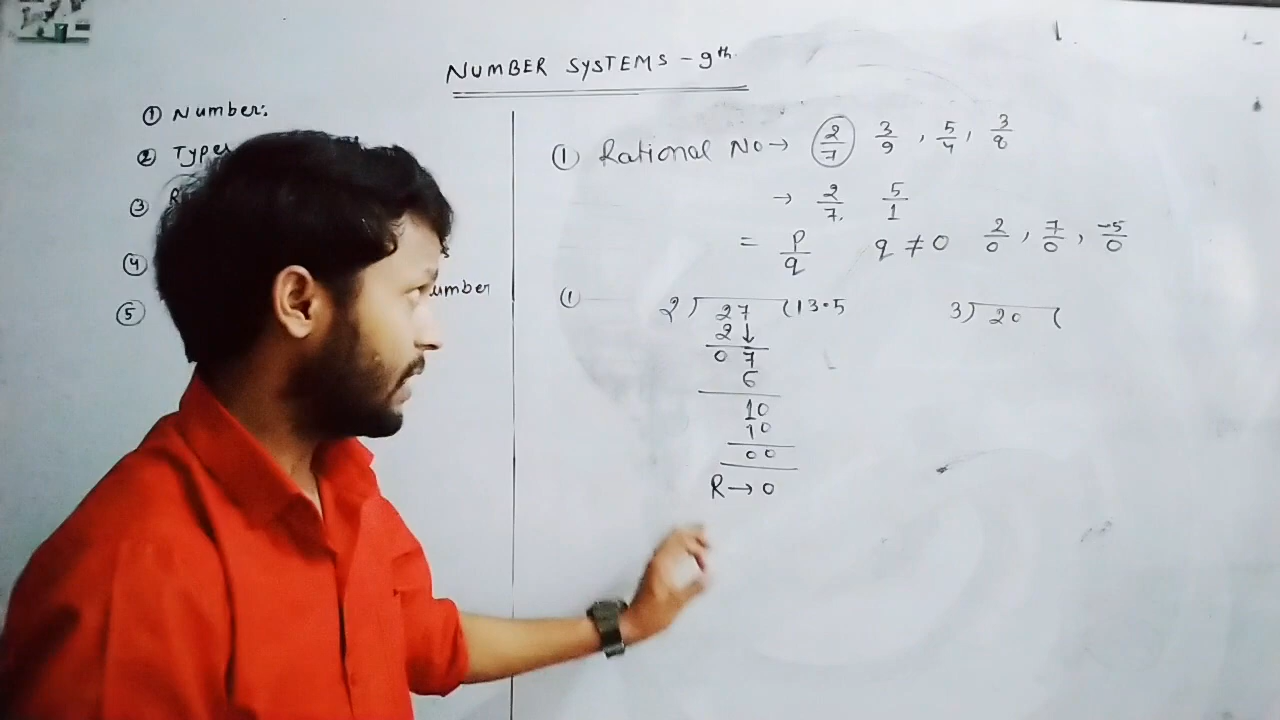 NUMBER SYSTEMS - 9th.
① Number:
② Types
③
④
⑤ umber
① Rational No → 2/7 3/9 , 5/4 , 3/8
→ 2/7. 5/1
= p/q q ≠ 0 2/0 , 7/0 , -5/0
① 2) 27 (13.5
2 ↓
0 7
6
10
10
00
R → 0
3) 20 (